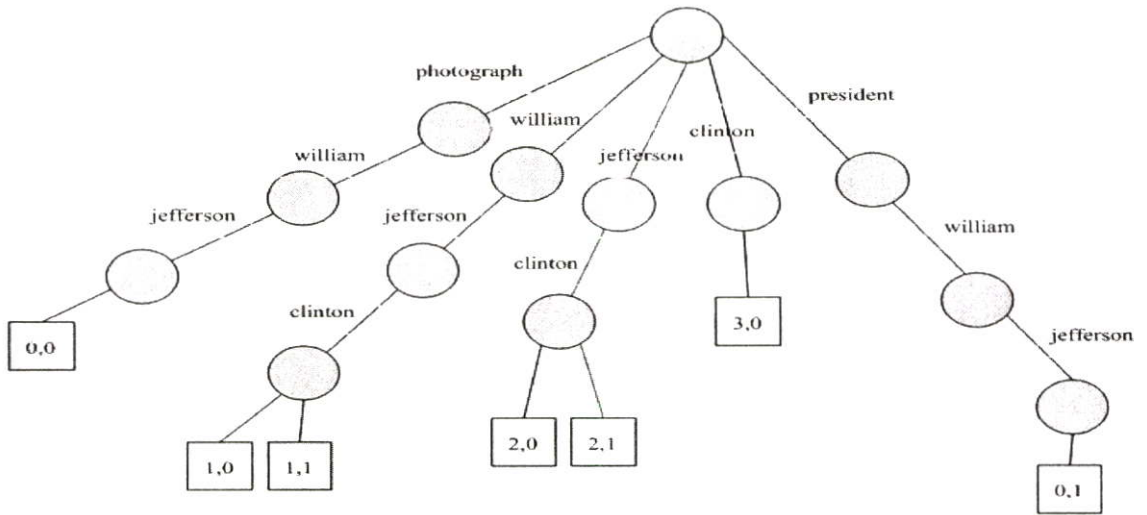 photograph
president
william
clinton
jefferson
william
jefferson
jefferson
william
clinton
clinton
3,0
jefferson
0,0
2,0
2,1
1,0
1,1
0,1